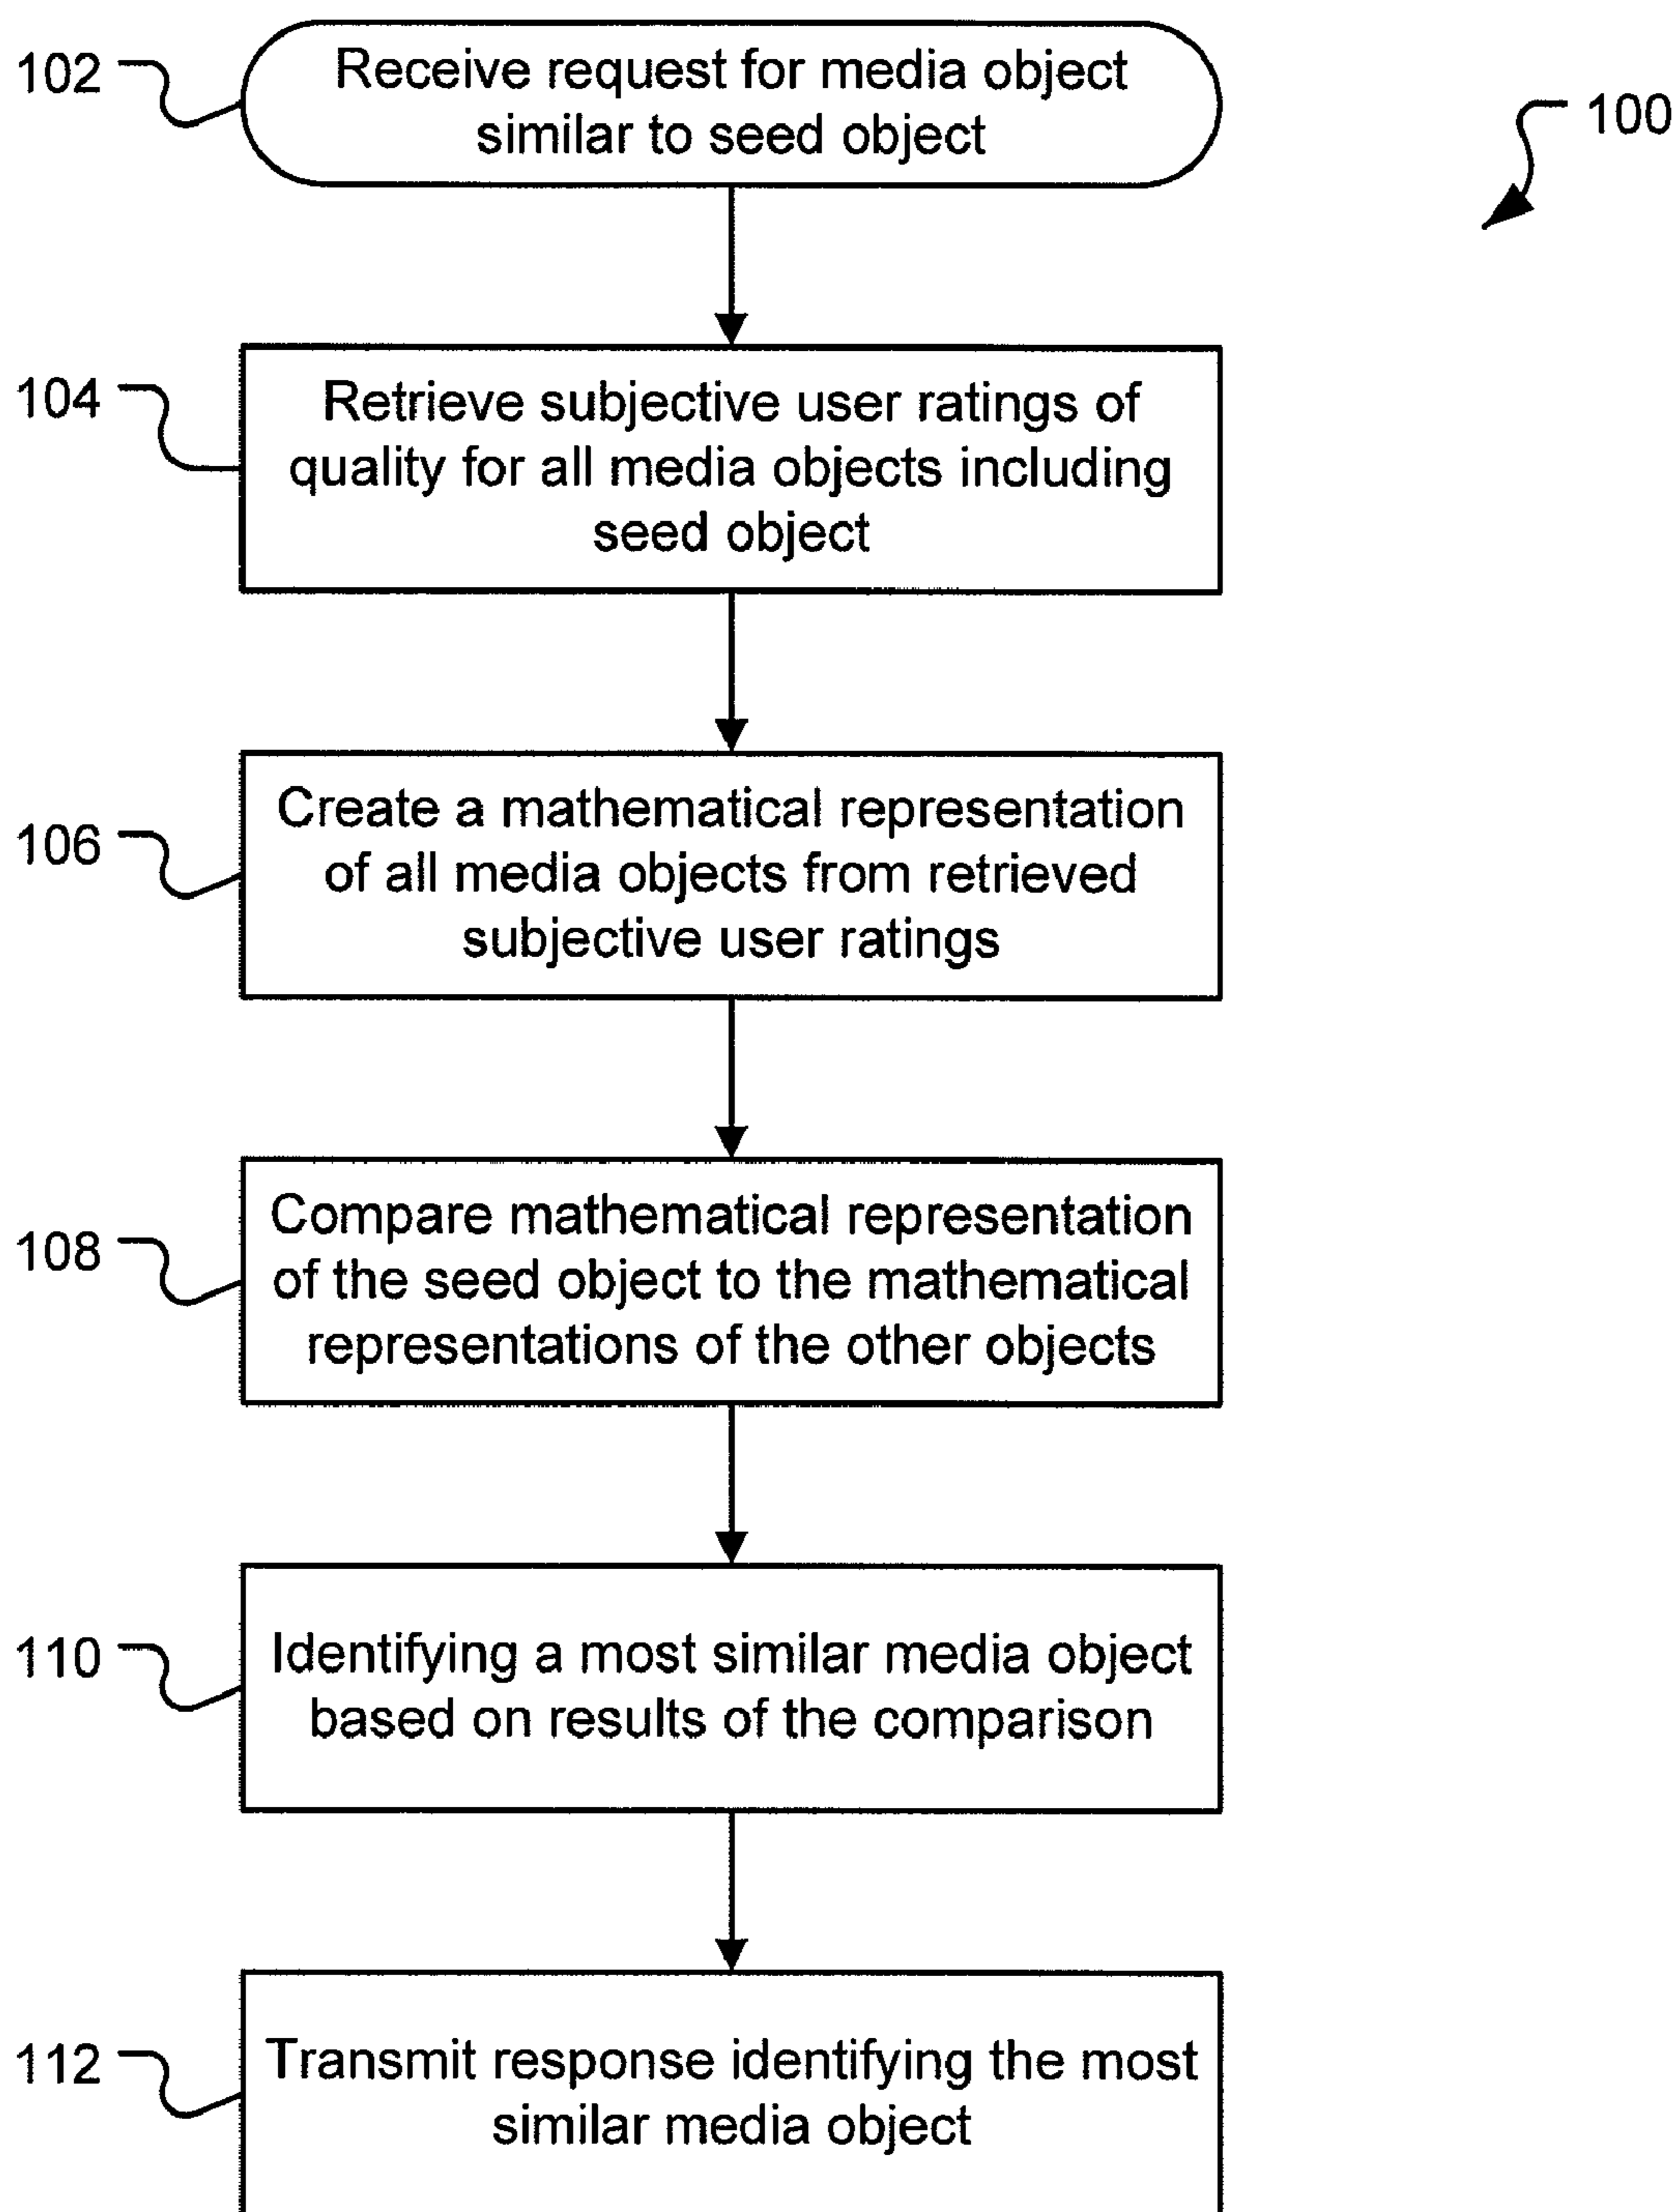 102
Receive request for media object
similar to seed object
100
104
Retrieve subjective user ratings of
quality for all media objects including
seed object
106
Create a mathematical representation
of all media objects from retrieved
subjective user ratings
108
Compare mathematical representation
of the seed object to the mathematical
representations of the other objects
110
Identifying a most similar media object
based on results of the comparison
112
Transmit response identifying the most
similar media object